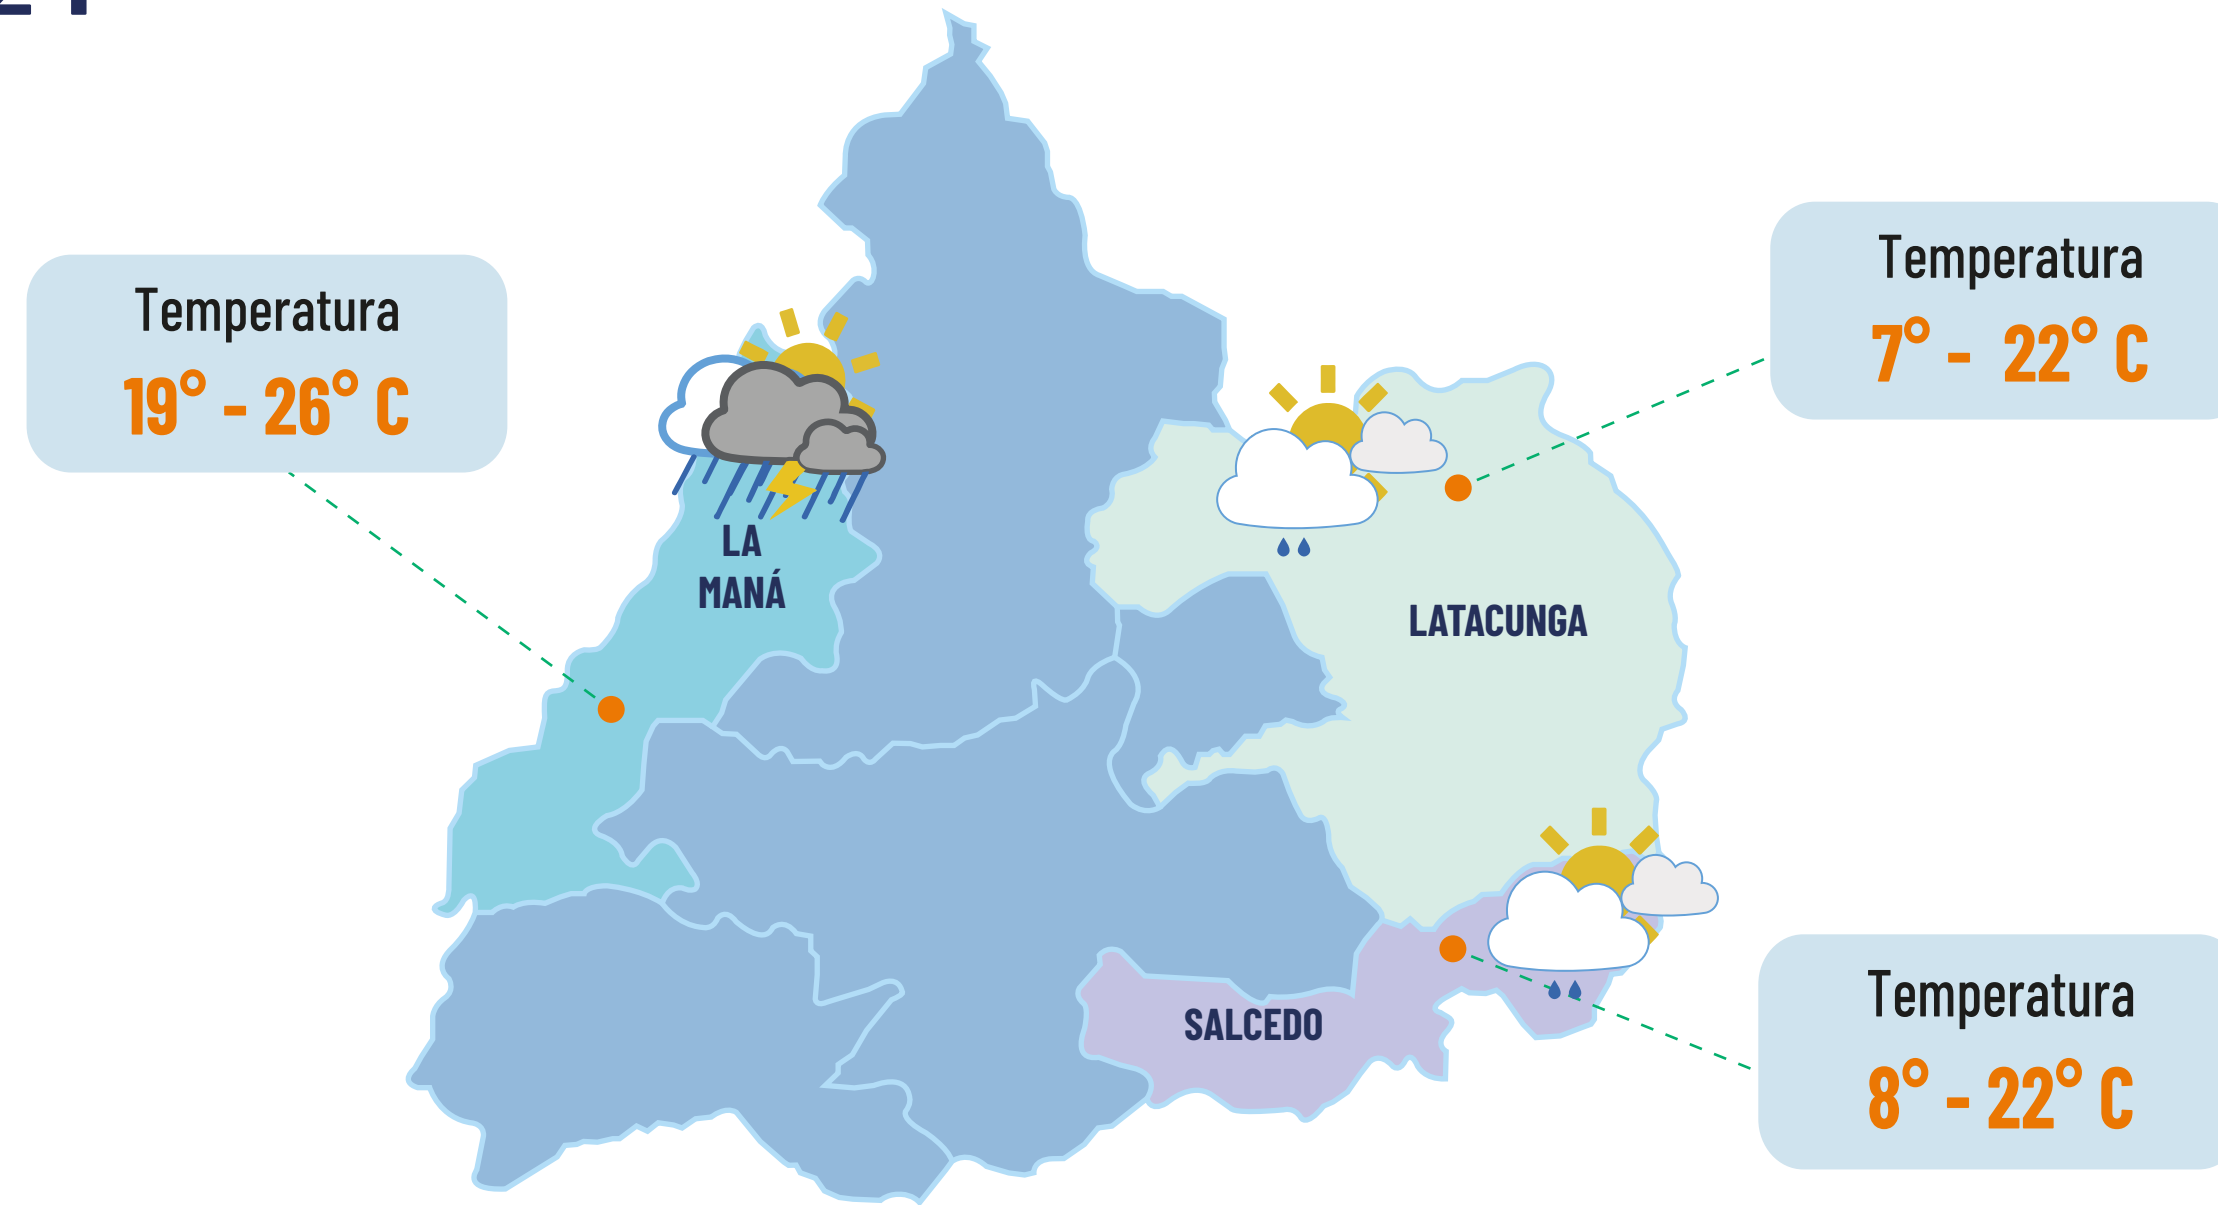 Temperatura
7° - 22° C
Temperatura
19° - 26° C
LA
MANÁ
LATACUNGA
Temperatura
8° - 22° C
SALCEDO